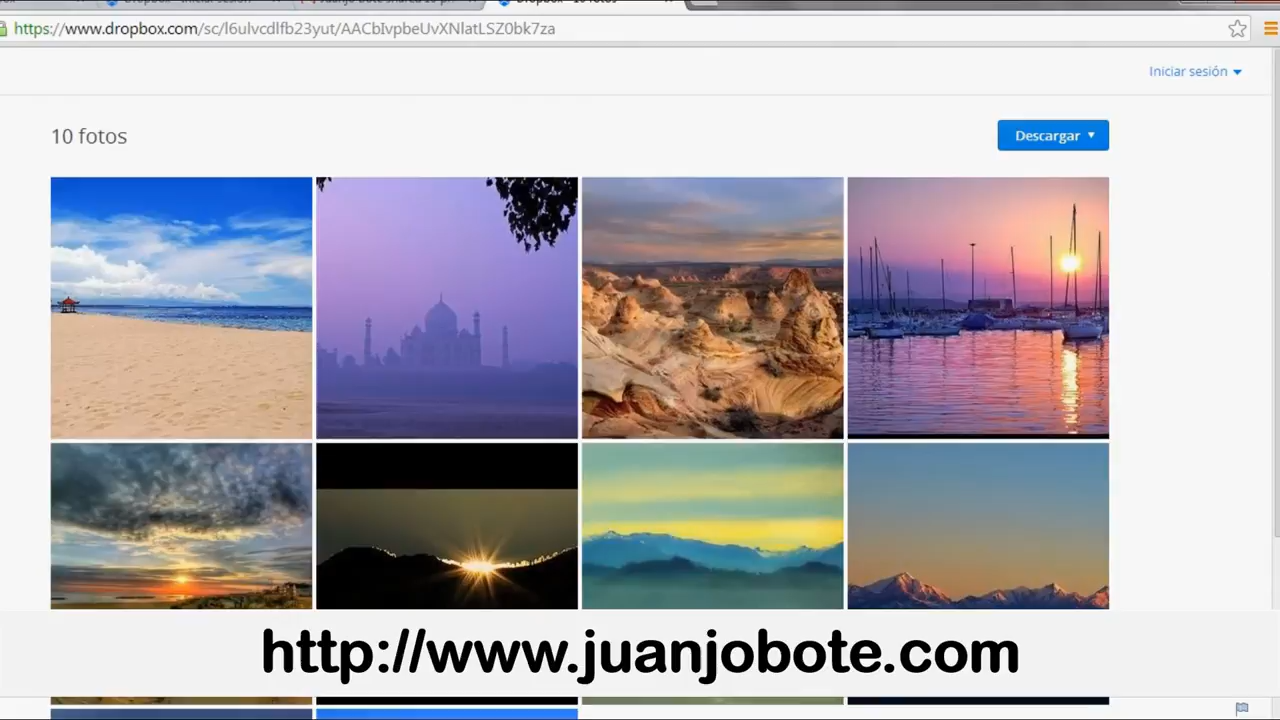 https://www.dropbox.com/sc/l6ulvcdlfb23yut/AACbIvpbeUvXNlatLSZ0bk7za
Iniciar sesión
10 fotos
Descargar
http://www.juanjobote.com